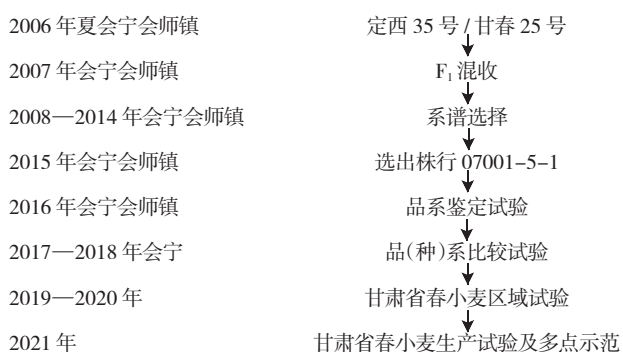 2006 年夏会宁会师镇 定西 35 号 / 甘春 25 号
2007 年会宁会师镇 F₁ 混收
2008—2014 年会宁会师镇 系谱选择
2015 年会宁会师镇 选出株行 07001-5-1
2016 年会宁会师镇 品系鉴定试验
2017—2018 年会宁 品(种)系比较试验
2019—2020 年 甘肃省春小麦区域试验
2021 年 甘肃省春小麦生产试验及多点示范